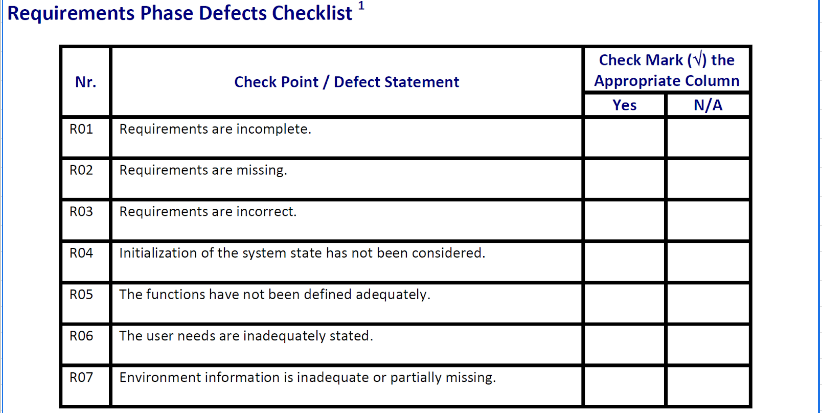 Requirements Phase Defects Checklist 1
Nr.
Check Point / Defect Statement
Check Mark (√) the
Appropriate Column
Yes
N/A
R01 Requirements are incomplete.
R02 Requirements are missing.
R03 Requirements are incorrect.
R04 Initialization of the system state has not been considered.
R05 The functions have not been defined adequately.
R06 The user needs are inadequately stated.
R07 Environment information is inadequate or partially missing.